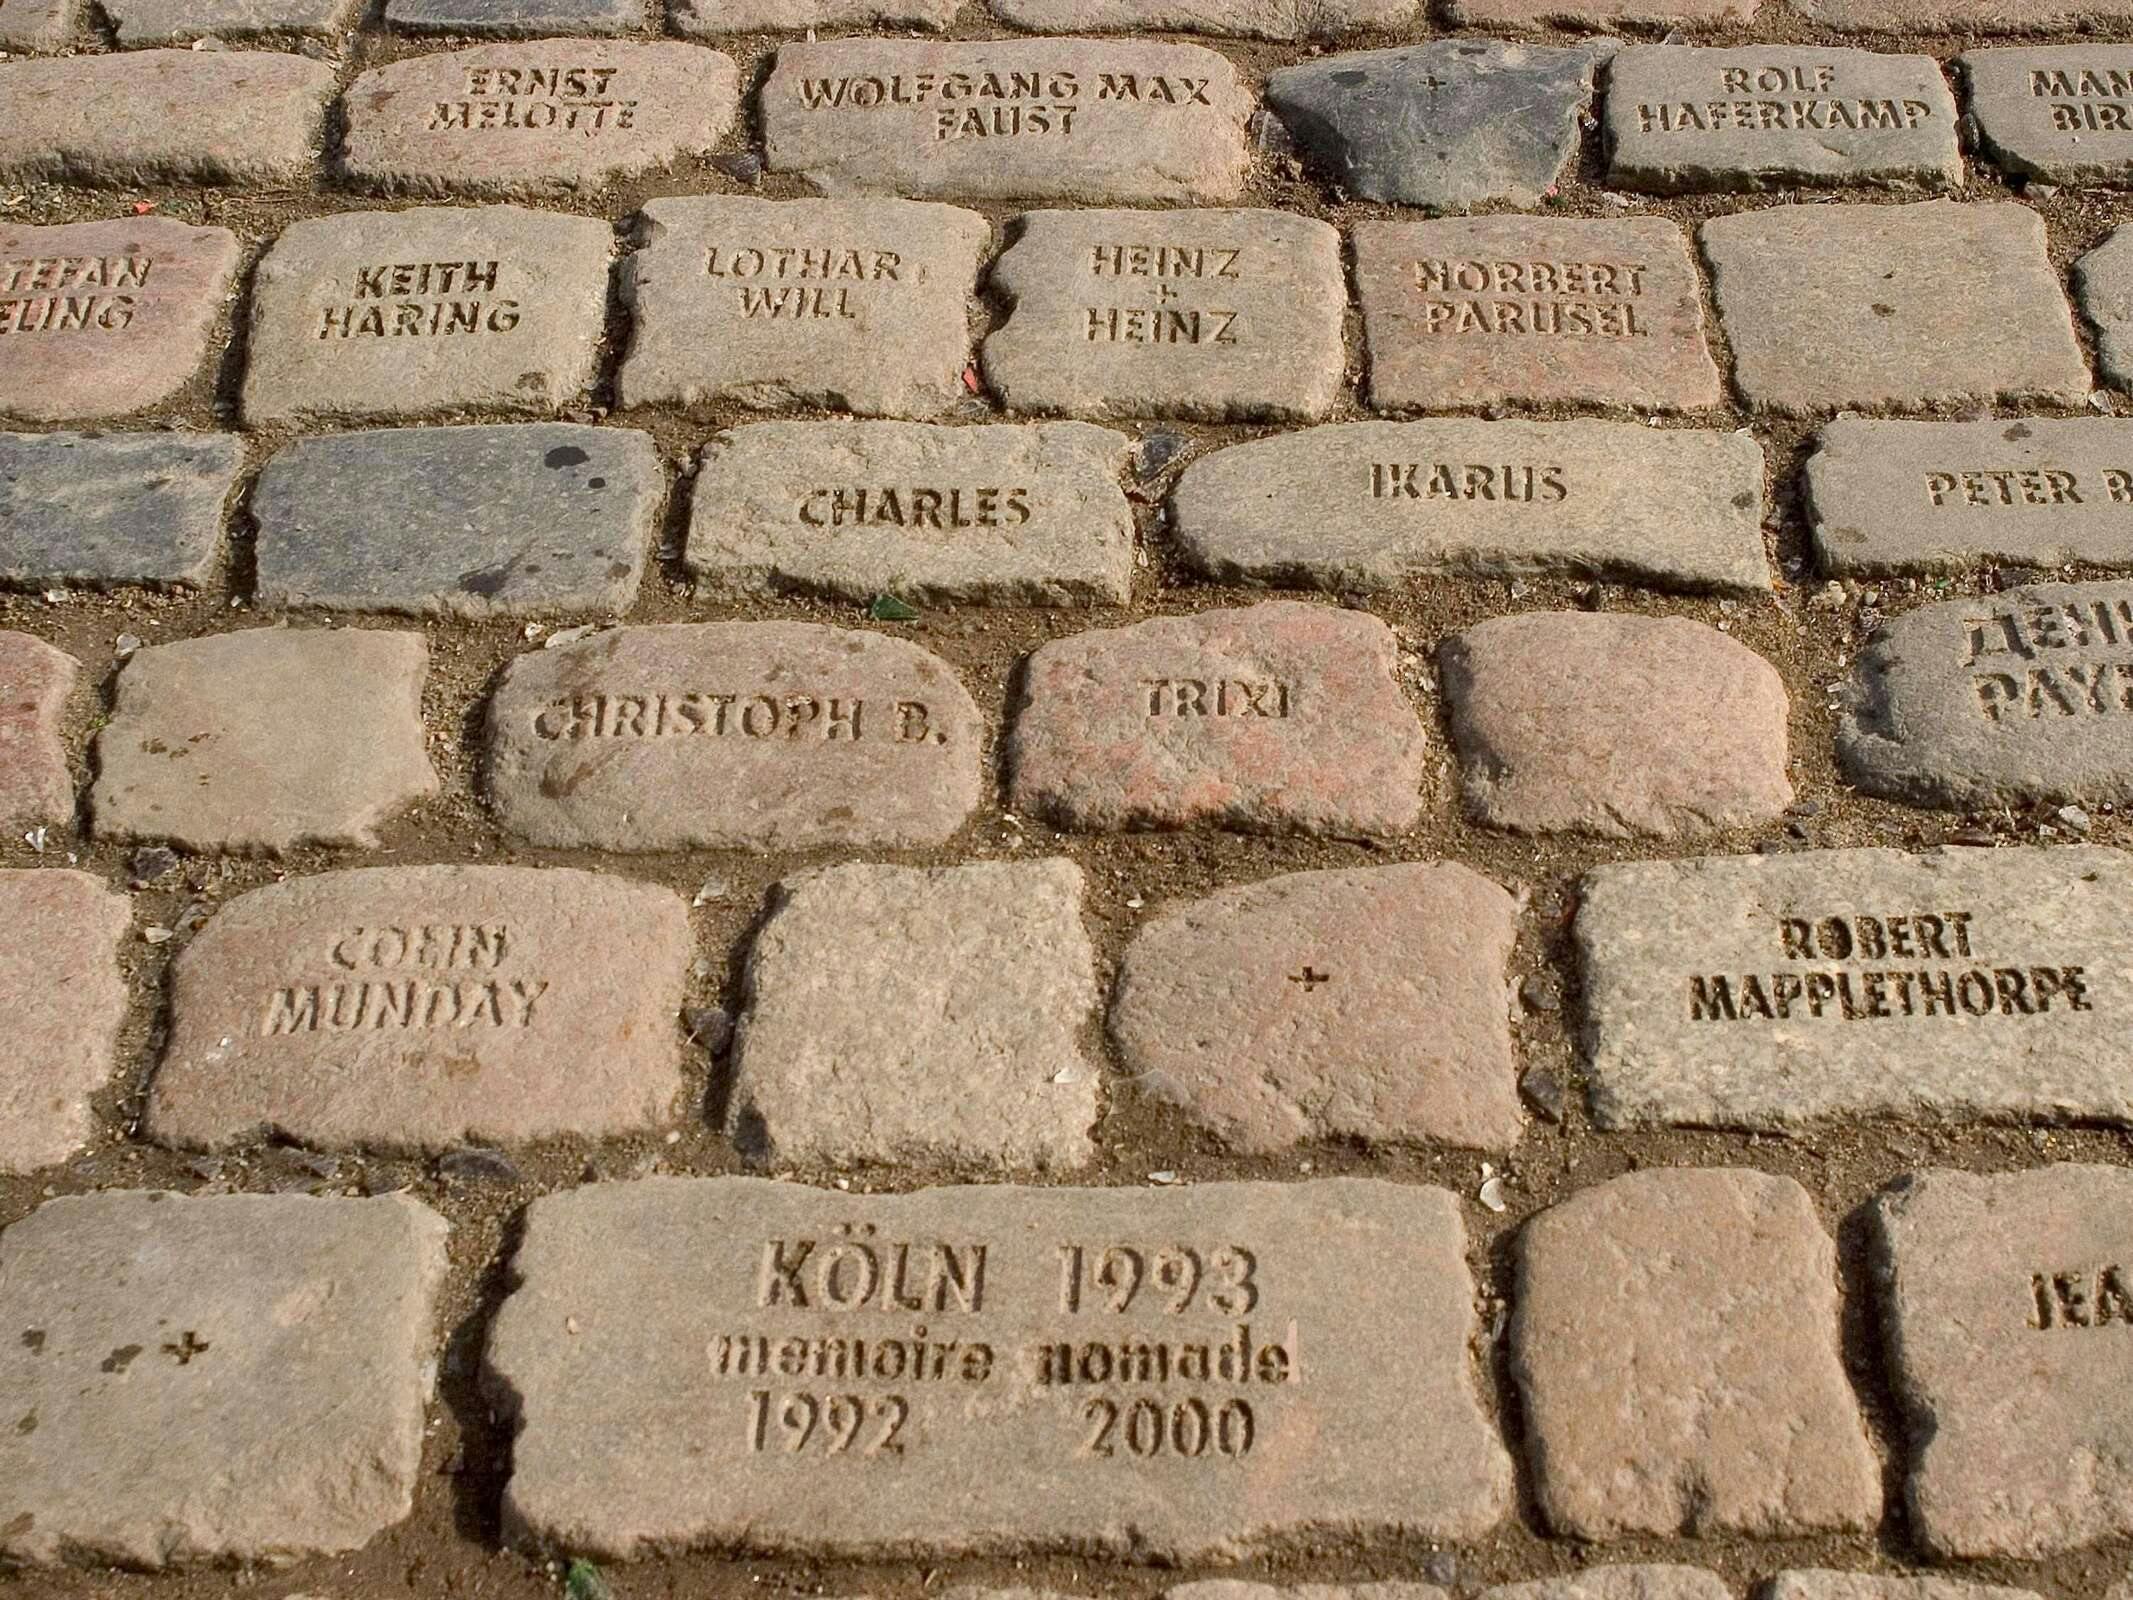 ERNST
MELOTTE
WOLFGANG MAX
FAUST
+
ROLF
HAFERKAMP
KEITH
HARING
LOTHAR
WILL
HEINZ
+
HEINZ
NORBERT
PARUSEL
CHARLES
IKARUS
PETER
CHRISTOPH B.
TRIXI
COLIN
MUNDAY
+
ROBERT
MAPPLETHORPE
+
KÖLN 1993
memoire nomade
1992 2000